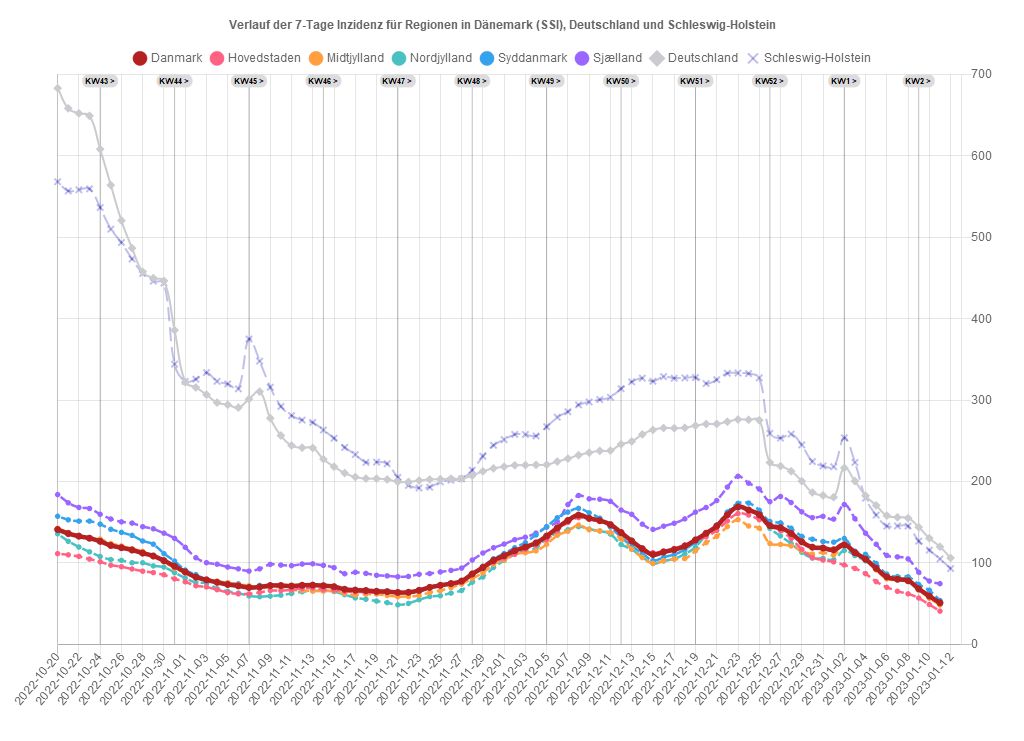 Verlauf der 7-Tage Inzidenz für Regionen in Dänemark (SSI), Deutschland und Schleswig-Holstein
Danmark Hovedstaden Midtjylland Nordjylland Syddanmark Sjælland Deutschland Schleswig-Holstein
KW43 > KW44 > KW45 > KW46 > KW47 > KW48 > KW49 > KW50 > KW51 > KW52 > KW1 > KW2 >
700
600
500
400
300
200
100
0
2022-10-20 2022-10-22 2022-10-24 2022-10-26 2022-10-28 2022-10-30 2022-11-01 2022-11-03 2022-11-05 2022-11-07 2022-11-09 2022-11-11 2022-11-13 2022-11-15 2022-11-17 2022-11-19 2022-11-21 2022-11-23 2022-11-25 2022-11-27 2022-11-29 2022-12-01 2022-12-03 2022-12-05 2022-12-07 2022-12-09 2022-12-11 2022-12-13 2022-12-15 2022-12-17 2022-12-19 2022-12-21 2022-12-23 2022-12-25 2022-12-27 2022-12-29 2022-12-31 2023-01-02 2023-01-04 2023-01-06 2023-01-08 2023-01-10 2023-01-12